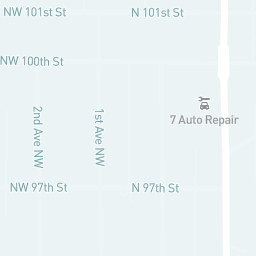 NW 101st St
N 101st St
NW 100th St
2nd Ave NW
1st Ave NW
7 Auto Repair
NW 97th St
N 97th St